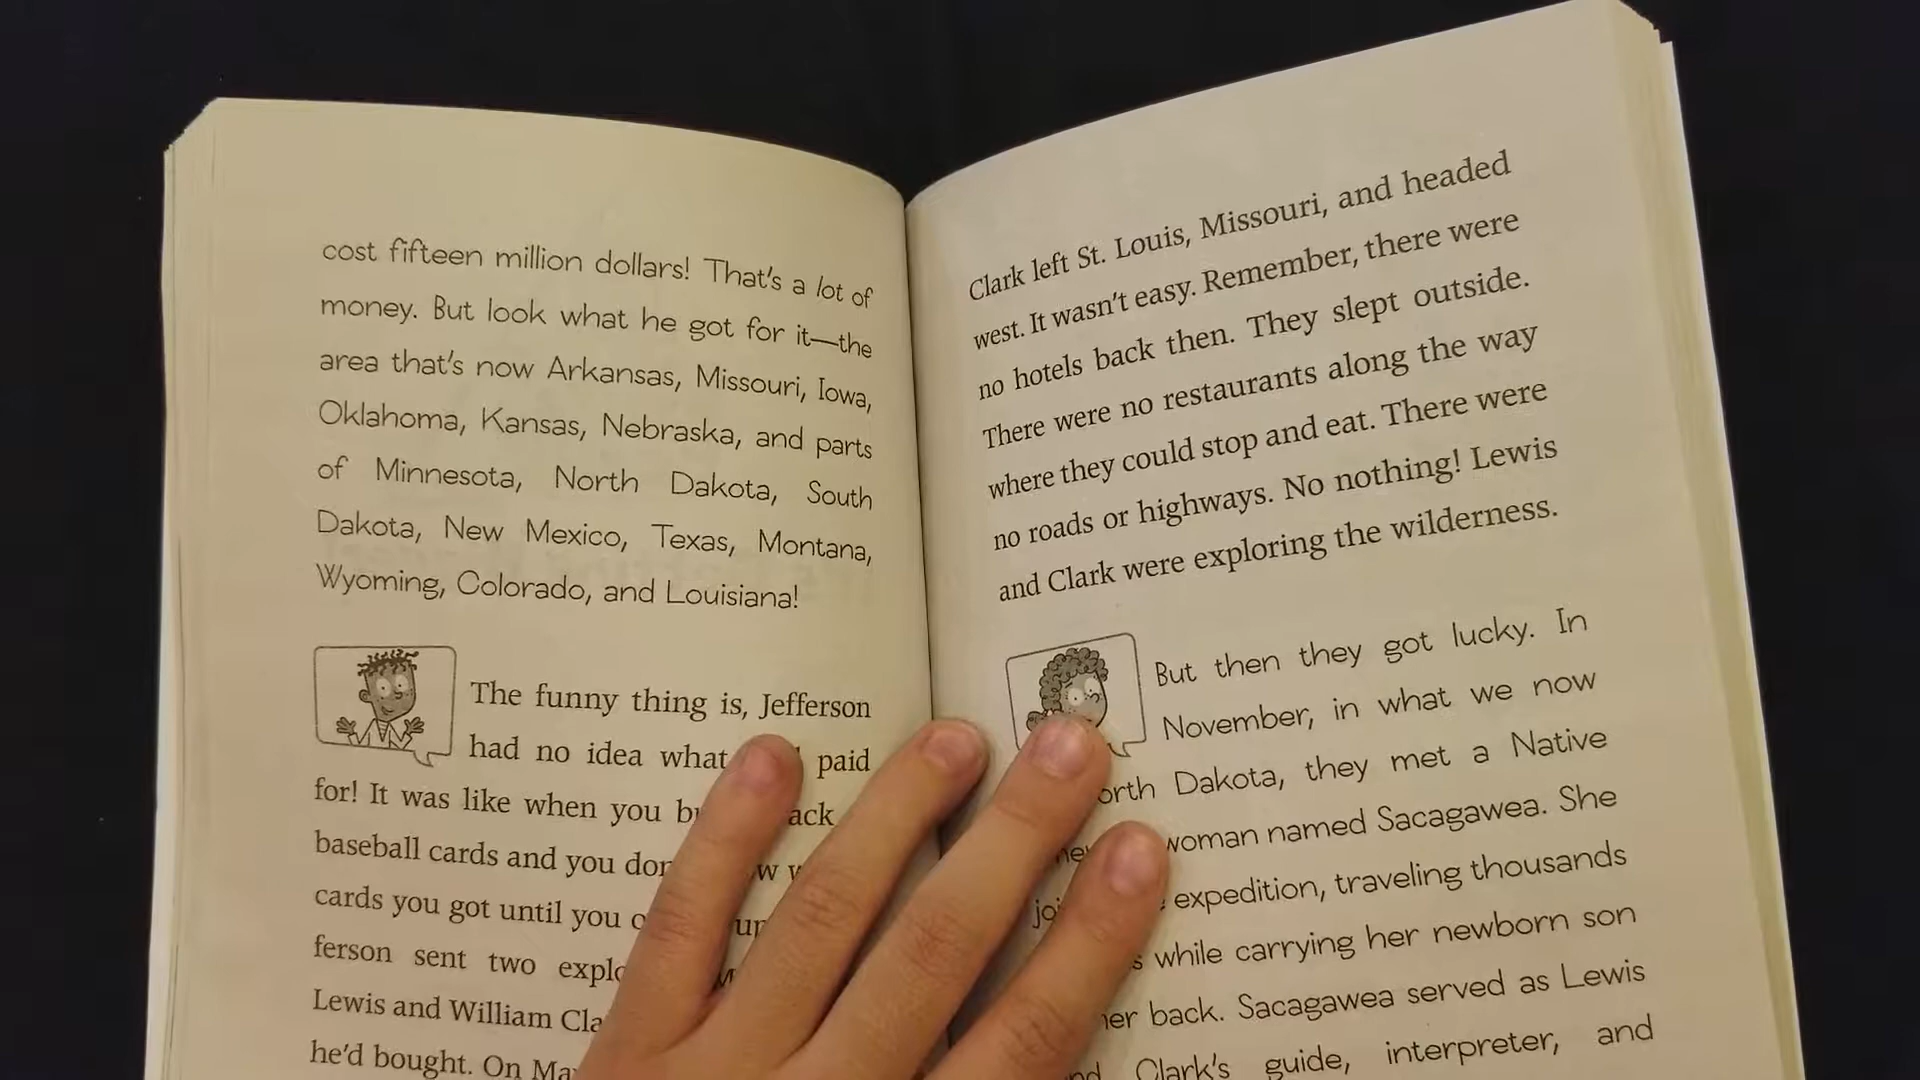 cost fifteen million dollars! That's a lot of
money. But look what he got for it—the
area that's now Arkansas, Missouri, Iowa,
Oklahoma, Kansas, Nebraska, and parts
of Minnesota, North Dakota, South
Dakota, New Mexico, Texas, Montana,
Wyoming, Colorado, and Louisiana!
The funny thing is, Jefferson
had no idea what paid
for! It was like when you
baseball cards and you
cards you got until you
ferson sent two
Lewis and William
he'd bought. On
Clark left St. Louis, Missouri, and headed
west. It wasn't easy. Remember, there were
no hotels back then. They slept outside.
There were no restaurants along the way
where they could stop and eat. There were
no roads or highways. No nothing! Lewis
and Clark were exploring the wilderness.
But then they got lucky. In
November, in what we now
Dakota, they met a Native
woman named Sacagawea. She
expedition, traveling thousands
while carrying her newborn son
back. Sacagawea served as Lewis
Clark's guide, interpreter, and